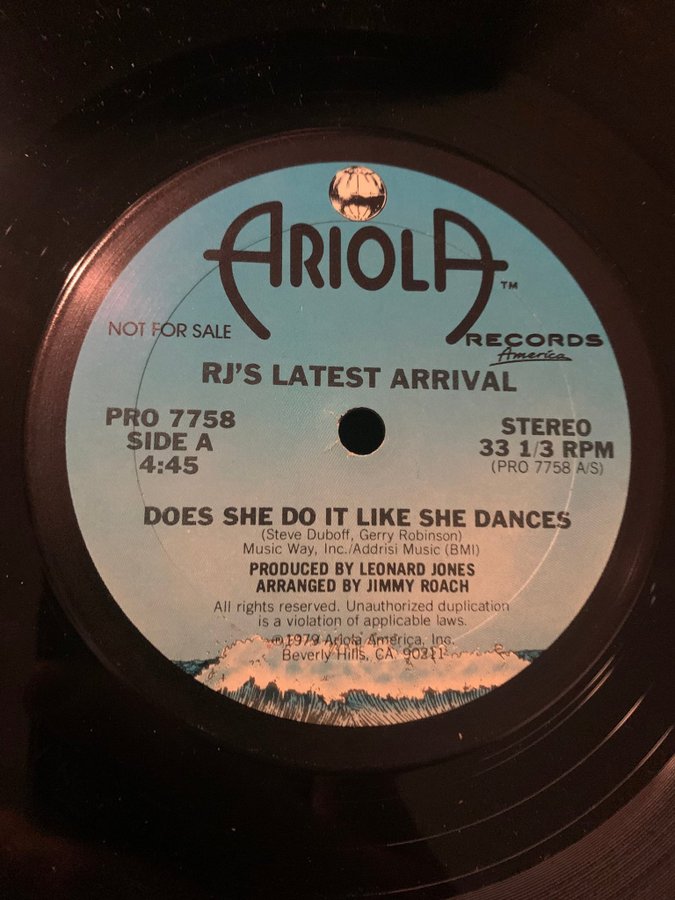 ARIOLA™
RECORDS
America
NOT FOR SALE
RJ'S LATEST ARRIVAL
PRO 7758
SIDE A
4:45
STEREO
33 1/3 RPM
(PRO 7758 A/S)
DOES SHE DO IT LIKE SHE DANCES
(Steve Duboff, Gerry Robinson)
Music Way, Inc./Addrisi Music (BMI)
PRODUCED BY LEONARD JONES
ARRANGED BY JIMMY ROACH
All rights reserved. Unauthorized duplication
is a violation of applicable laws.
℗1979 Ariola America, Inc.
Beverly Hills, CA 90211